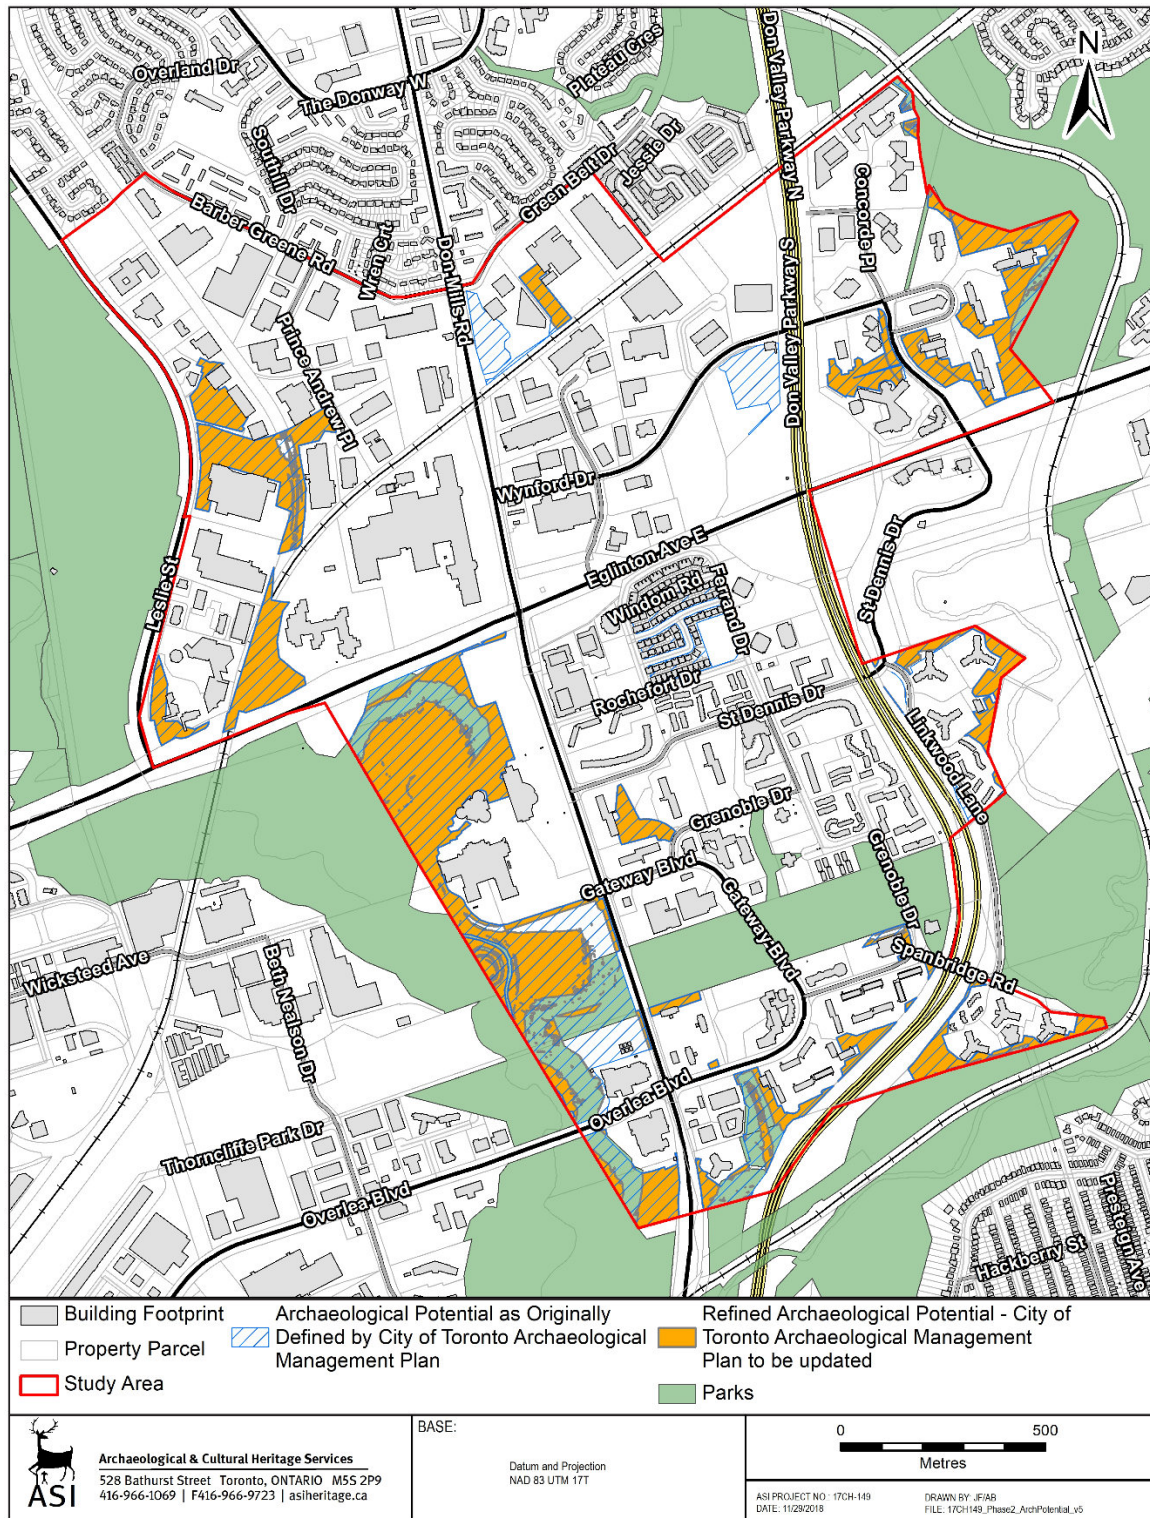 Overland Dr
The Donway W
Plateau Cres
Don Valley Parkway N
N
Southill Dr
Jessie Dr
Green Belt Dr
Concorde Pl
Barber Greene Rd
Wren Crt
Don Mills Rd
Don Valley Parkway S
Prince Andrew Pl
Wynford Dr
Eglinton Ave E
Leslie St
Windom Rd
Ferrand Dr
St Dennis Dr
Rochefort Dr
St Dennis Dr
Linkwood Lane
Grenoble Dr
Gateway Blvd
Grenoble Dr
Gateway Blvd
Spanbridge Rd
Wicksteed Ave
Beth Nealson Dr
Overlea Blvd
Thorncliffe Park Dr
Overlea Blvd
Presteign Ave
Hackberry St
Building Footprint
Property Parcel
Study Area
Archaeological Potential as Originally
Defined by City of Toronto Archaeological
Management Plan
Refined Archaeological Potential - City of
Toronto Archaeological Management
Plan to be updated
Parks
ASI
Archaeological & Cultural Heritage Services
528 Bathurst Street Toronto, ONTARIO M5S 2P9
416-966-1069 | F416-966-9723 | asiheritage.ca
BASE:
Datum and Projection
NAD 83 UTM 17T
0 500
Metres
ASI PROJECT NO.: 17CH-149
DATE: 11/29/2018
DRAWN BY: JF/AB
FILE: 17CH149_Phase2_ArchPotential_v5